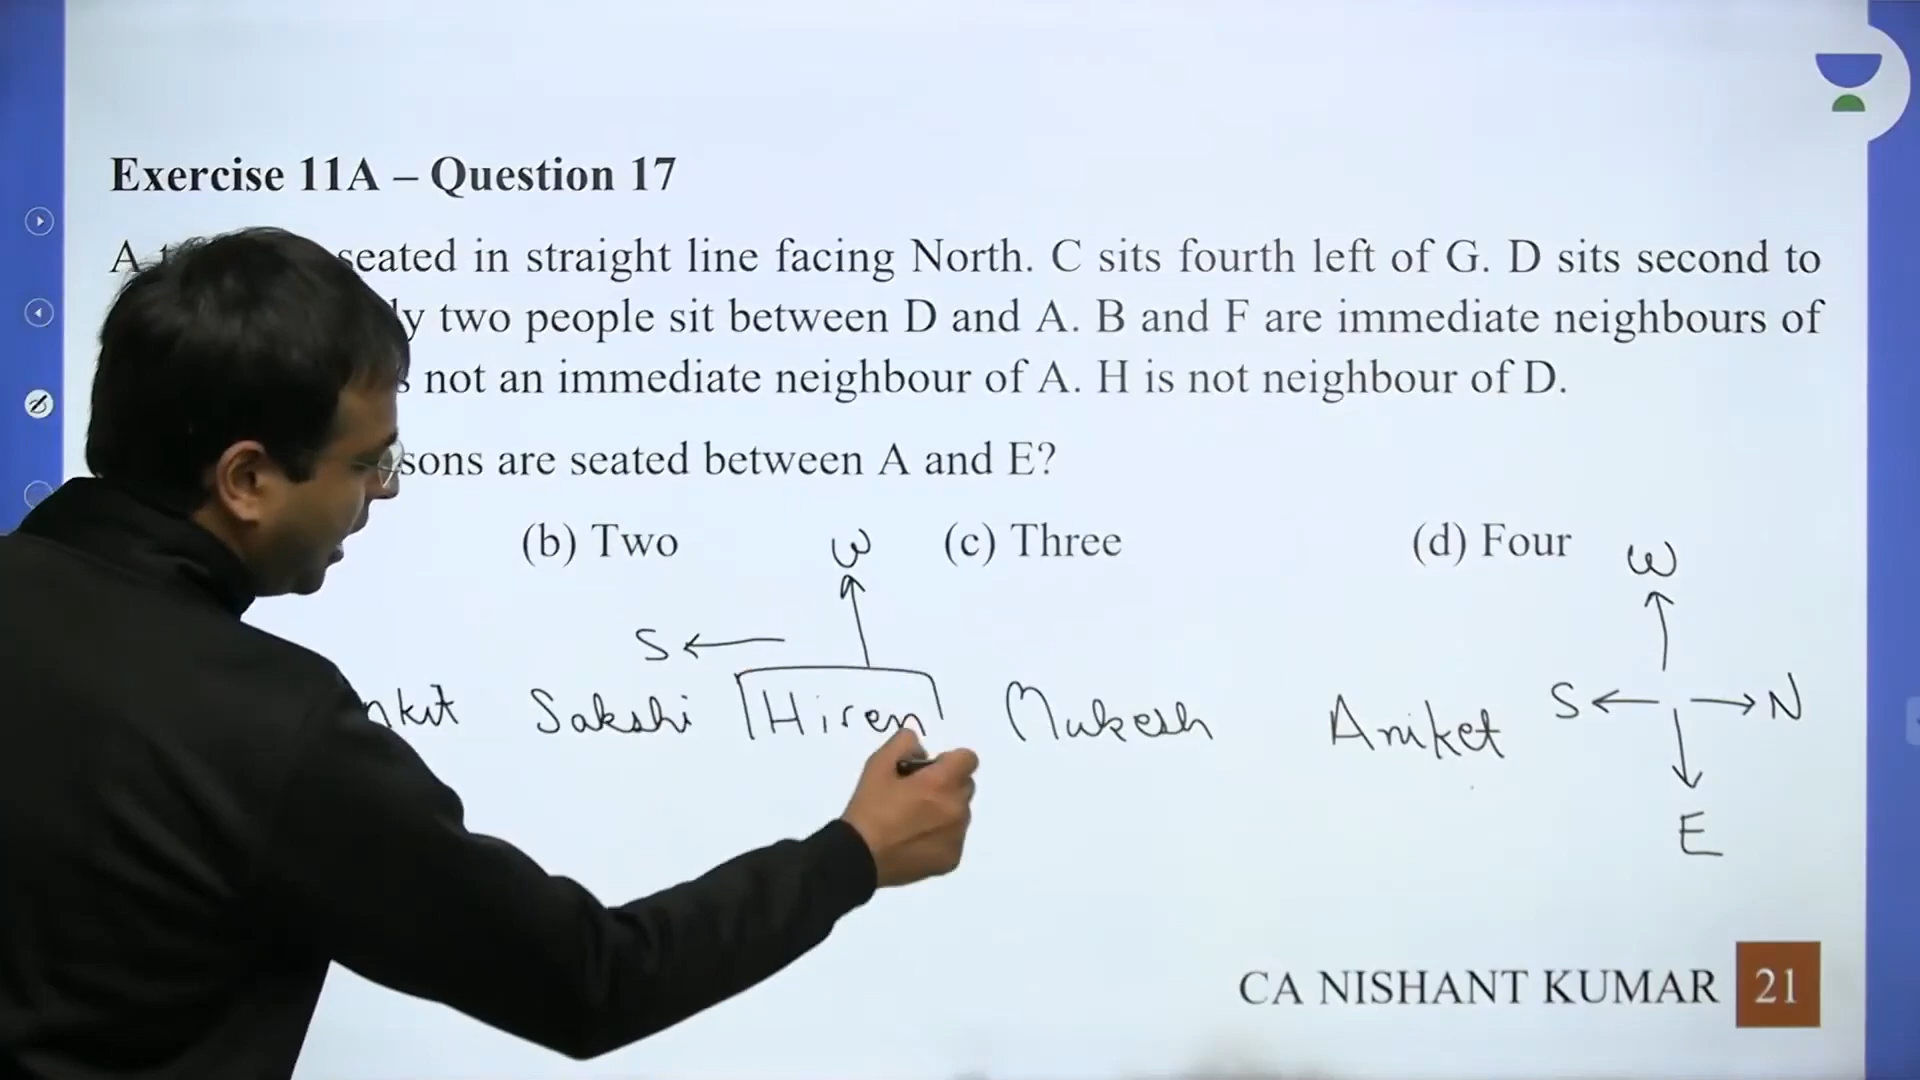 Exercise 11A – Question 17
A seated in straight line facing North. C sits fourth left of G. D sits second to
y two people sit between D and A. B and F are immediate neighbours of
not an immediate neighbour of A. H is not neighbour of D.
sons are seated between A and E?
(b) Two (c) Three (d) Four
W W
S
nkit Sakshi Hiren Mukesh Aniket S N
E
CA NISHANT KUMAR 21